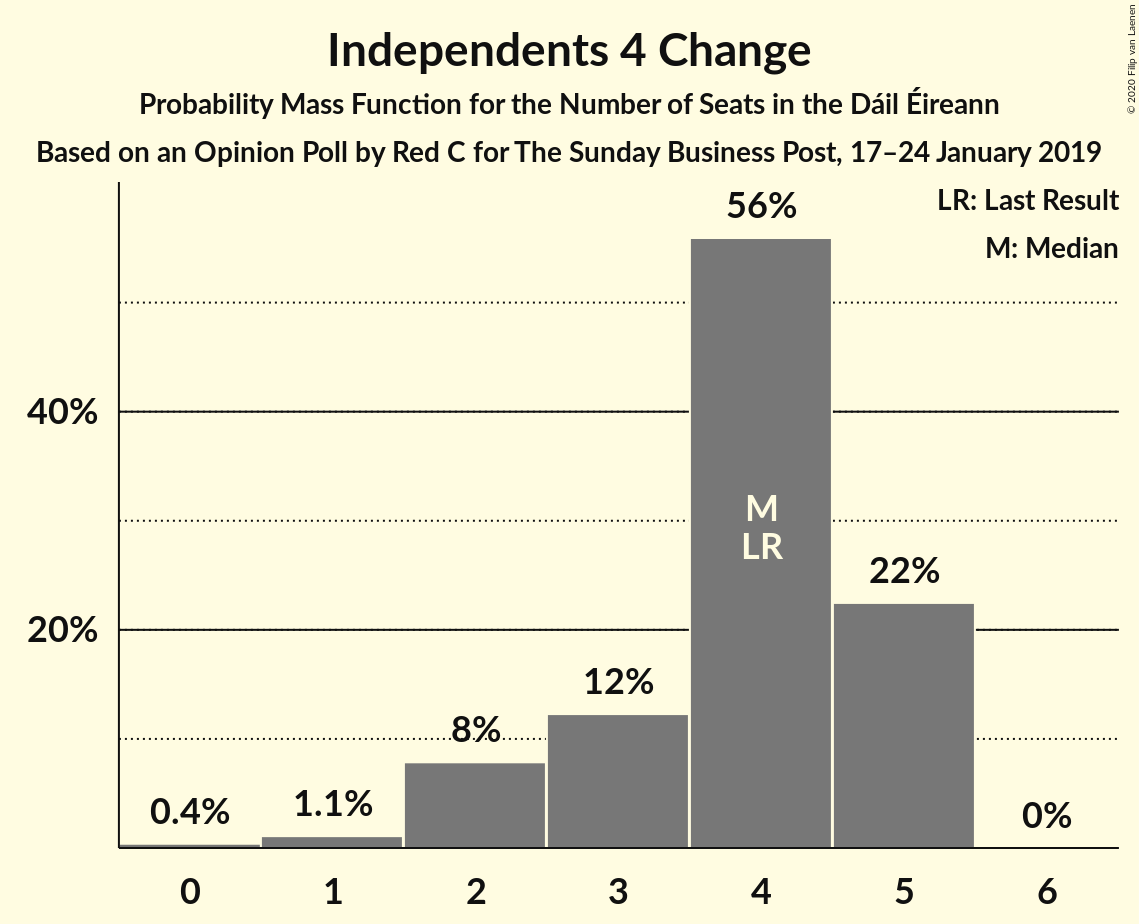 Independents 4 Change
Probability Mass Function for the Number of Seats in the Dáil Éireann
Based on an Opinion Poll by Red C for The Sunday Business Post, 17–24 January 2019
© 2020 Filip van Laenen
LR: Last Result
M: Median
56%
40%
M
LR
22%
20%
12%
8%
0.4%
1.1%
0%
0
1
2
3
4
5
6